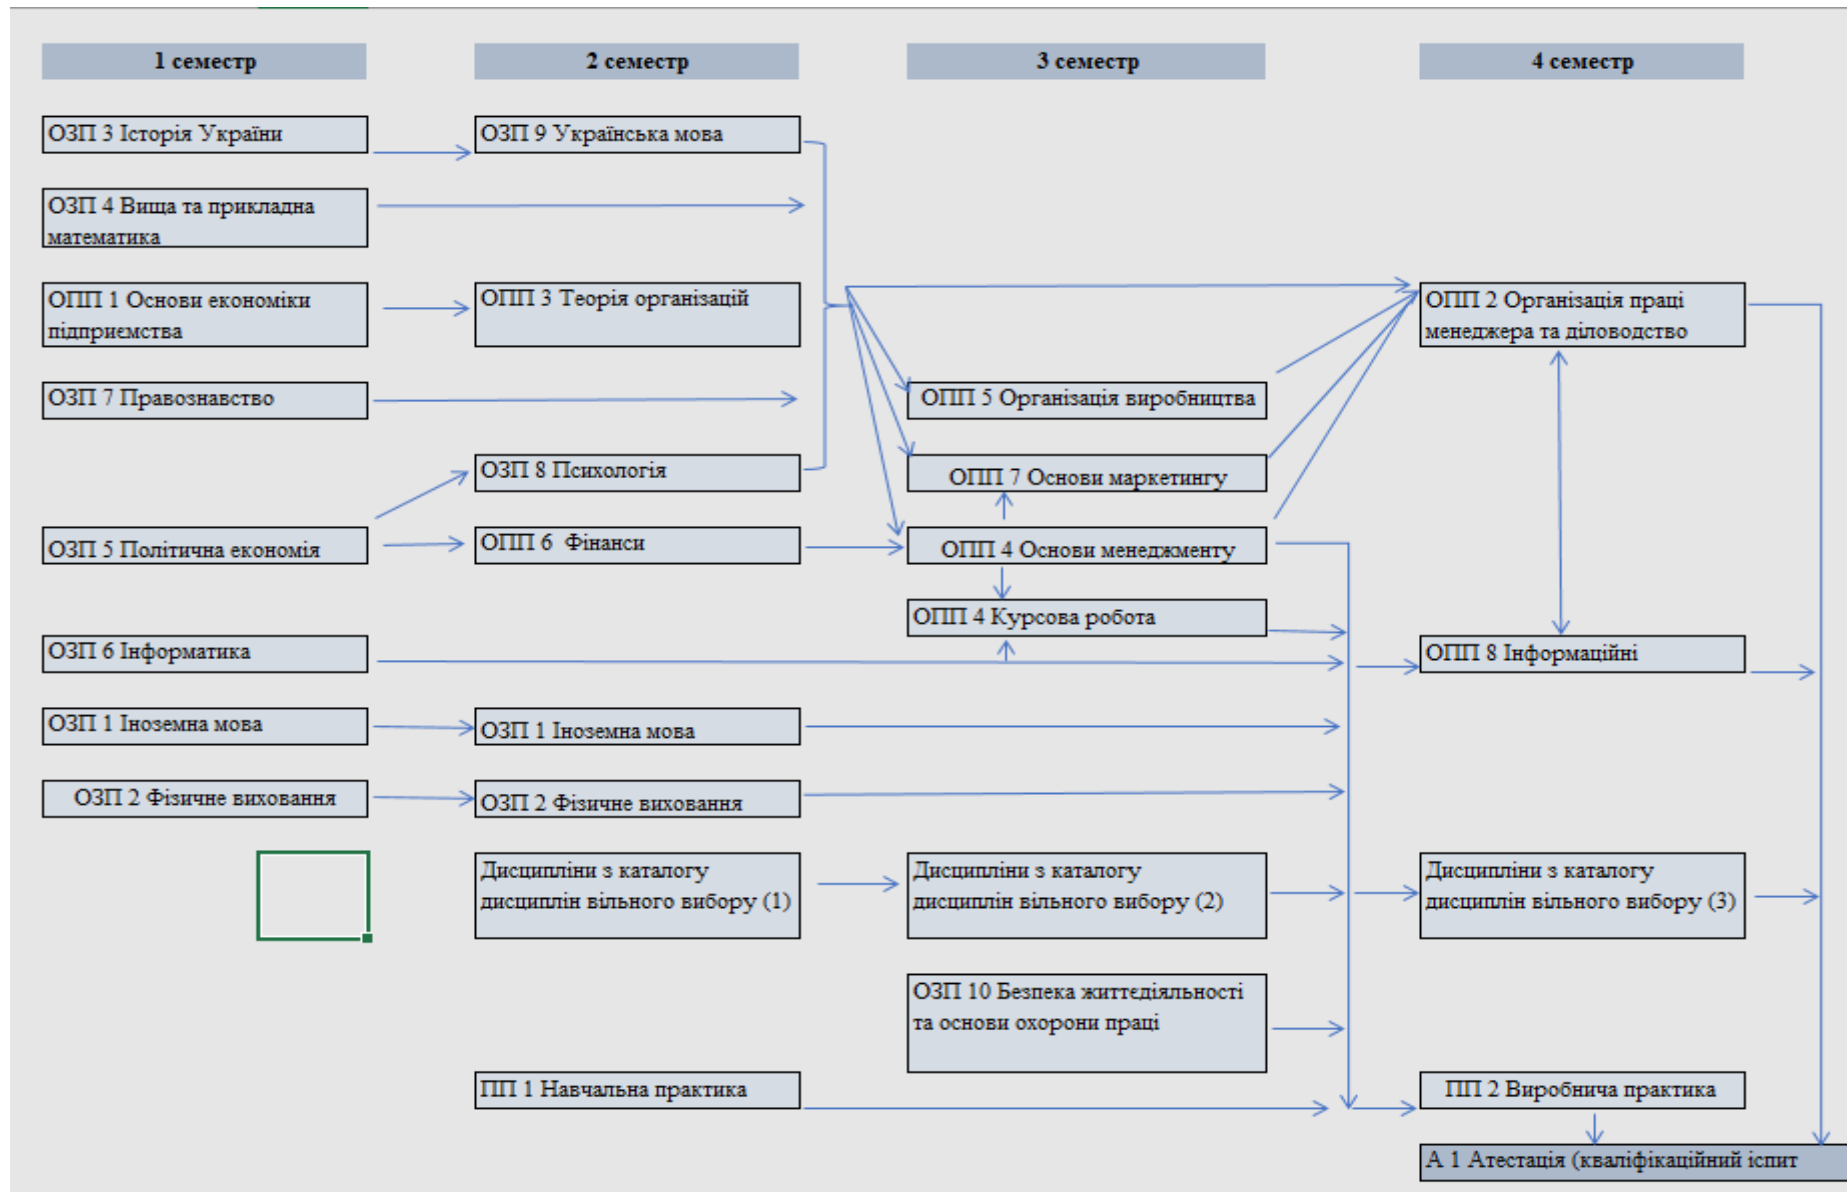 1 семестр
2 семестр
3 семестр
4 семестр
ОЗП 3 Історія України
ОЗП 9 Українська мова
ОЗП 4 Вища та прикладна
математика
ОПП 1 Основи економіки
підприємства
ОПП 3 Теорія організацій
ОПП 2 Організація праці
менеджера та діловодство
ОЗП 7 Правознавство
ОПП 5 Організація виробництва
ОЗП 8 Психологія
ОПП 7 Основи маркетингу
ОЗП 5 Політична економія
ОПП 6 Фінанси
ОПП 4 Основи менеджменту
ОПП 4 Курсова робота
ОЗП 6 Інформатика
ОПП 8 Інформаційні
ОЗП 1 Іноземна мова
ОЗП 1 Іноземна мова
ОЗП 2 Фізичне виховання
ОЗП 2 Фізичне виховання
Дисципліни з каталогу
дисциплін вільного вибору (1)
Дисципліни з каталогу
дисциплін вільного вибору (2)
Дисципліни з каталогу
дисциплін вільного вибору (3)
ОЗП 10 Безпека життєдіяльності
та основи охорони праці
ПП 1 Навчальна практика
ПП 2 Виробнича практика
А 1 Атестація (кваліфікаційний іспит